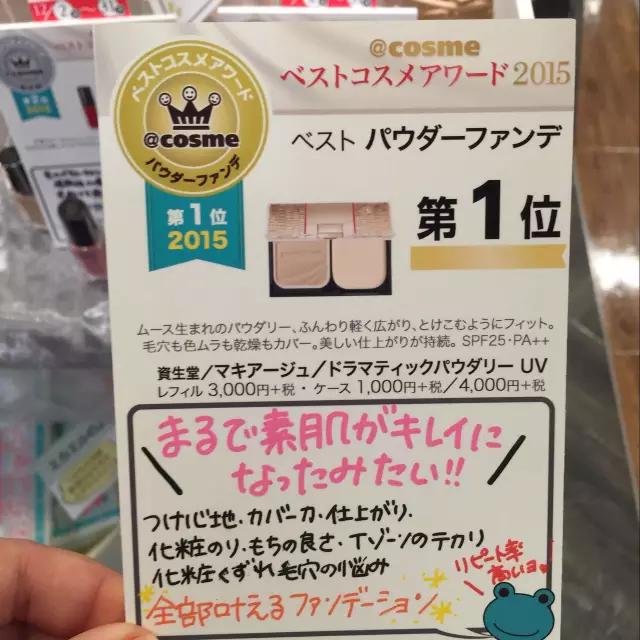 @cosme
ベストコスメアワード2015
ベストコスメアワード
@cosme
パウダーファンデ
第1位
2015
ベスト パウダーファンデ
第1位
ムース生まれのパウダリー、ふんわり軽く広がり、とけこむようにフィット。
毛穴も色ムラも乾燥もカバー。美しい仕上がりが持続。 SPF25・PA++
資生堂／マキアージュ／ドラマティックパウダリー UV
レフィル 3,000円+税・ケース 1,000円+税／4,000円+税
まるで素肌がキレイに
なったみたい!!
つけ心地・カバー力・仕上がり・
化粧のり・もちの良さ・Tゾーンのテカリ
化粧くずれ毛穴の悩み
全部叶えるファンデーション
リピート率
高いヨ♥